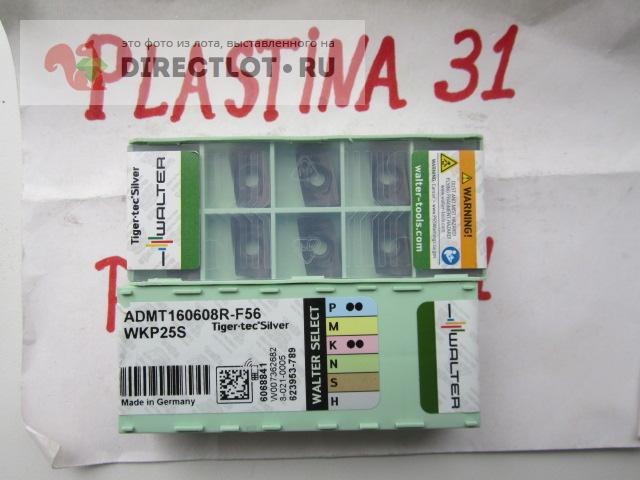 это фото из лота, выставленного на
DIRECTLOT.RU
PLASTINA 31
Tiger·tec®Silver
WALTER
walter-tools.com
WARNING!
ADMT160608R-F56
WKP25S
Tiger·tec®Silver
Made in Germany
6068841
W007362682
8-021-0005
623953-789
WALTER SELECT
P
M
K
N
S
H
WALTER